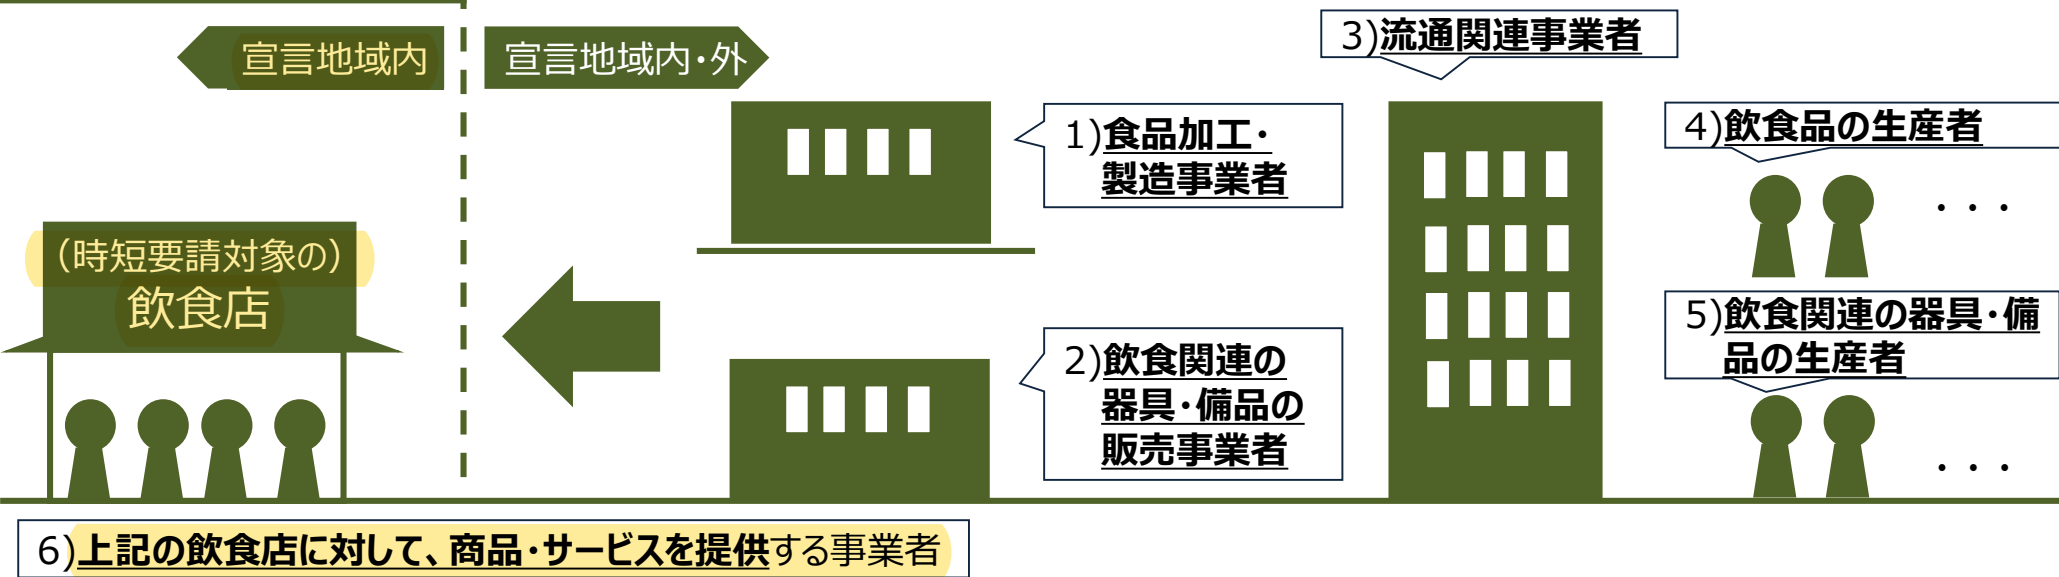 宣言地域内
宣言地域内・外
3)流通関連事業者
1)食品加工・
製造事業者
4)飲食品の生産者
・・・
（時短要請対象の）
飲食店
2)飲食関連の
器具・備品の
販売事業者
5)飲食関連の器具・備
品の生産者
・・・
6)上記の飲食店に対して、商品・サービスを提供する事業者